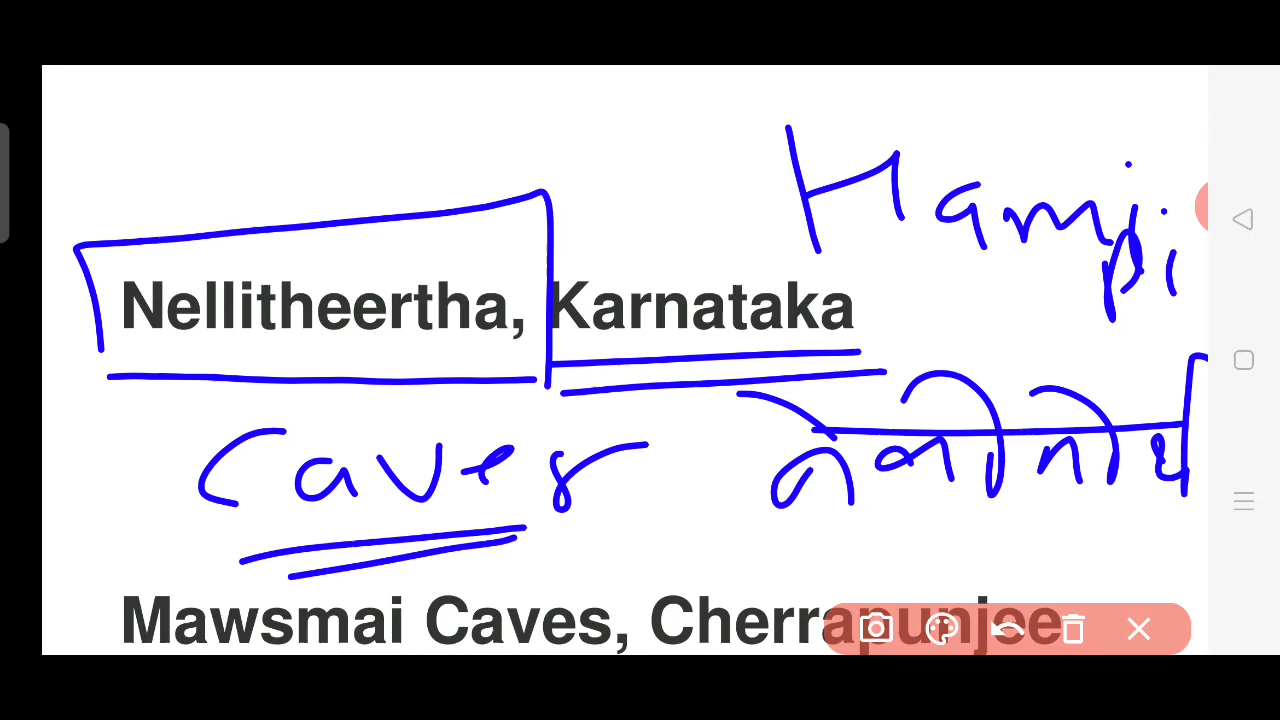 Hampi
Nellitheertha, Karnataka
Caves
Mawsmai Caves, Cherrapunjee